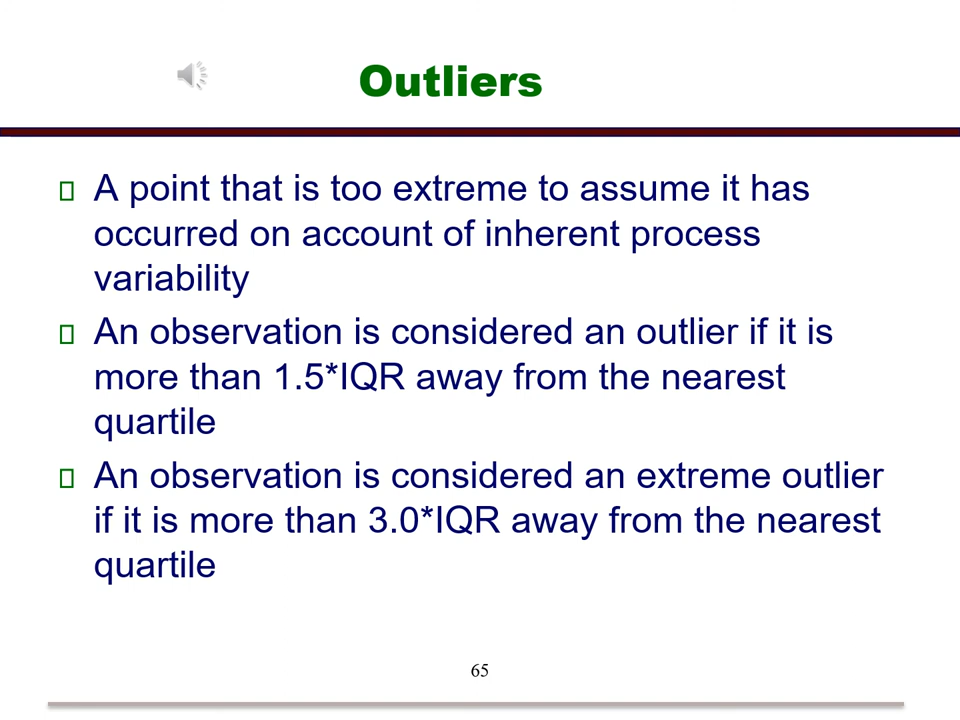 Outliers
A point that is too extreme to assume it has
occurred on account of inherent process
variability
An observation is considered an outlier if it is
more than 1.5*IQR away from the nearest
quartile
An observation is considered an extreme outlier
if it is more than 3.0*IQR away from the nearest
quartile
65